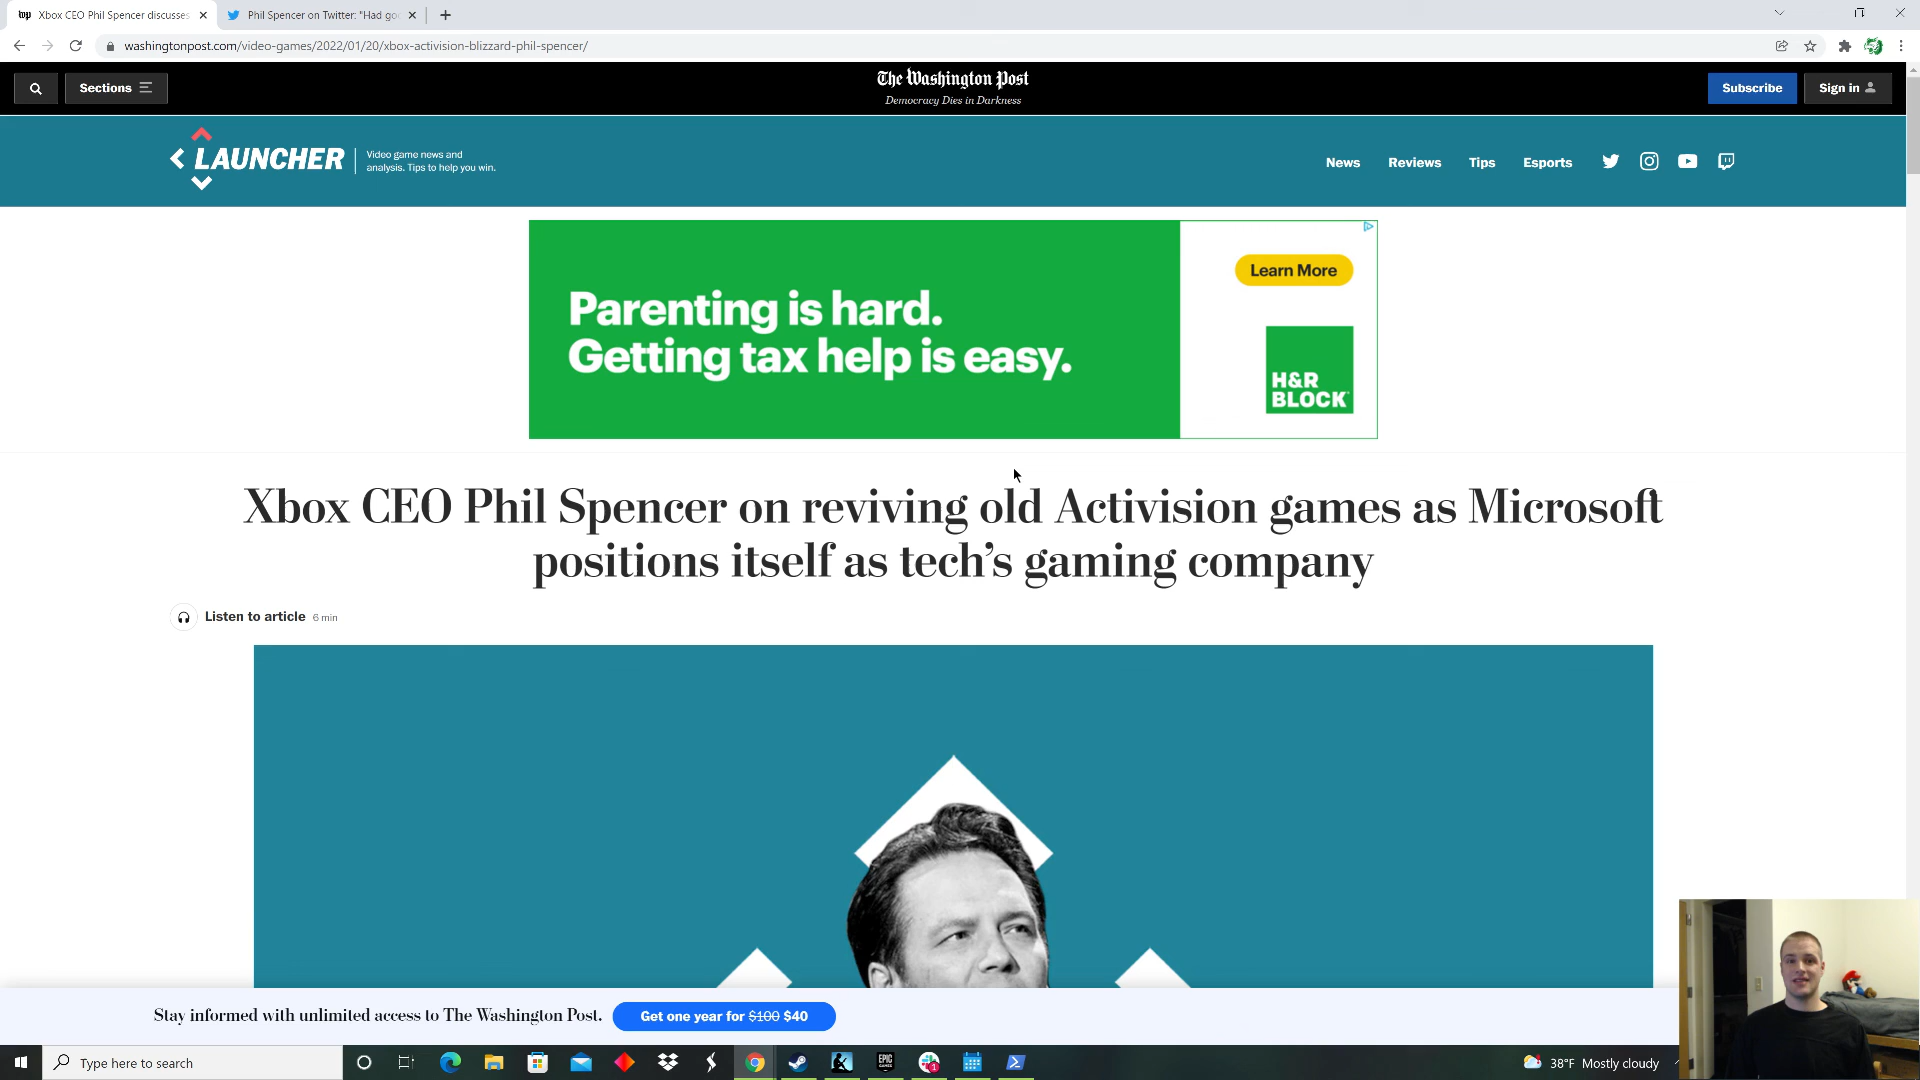 Xbox CEO Phil Spencer discusses
Phil Spencer on Twitter: "Had go
washingtonpost.com/video-games/2022/01/20/xbox-activision-blizzard-phil-spencer/
Sections
The Washington Post
Democracy Dies in Darkness
Subscribe
Sign in
LAUNCHER
Video game news and
analysis. Tips to help you win.
News Reviews Tips Esports
Parenting is hard.
Getting tax help is easy.
Learn More
H&R
BLOCK
Xbox CEO Phil Spencer on reviving old Activision games as Microsoft
positions itself as tech's gaming company
Listen to article 6 min
Stay informed with unlimited access to The Washington Post.
Get one year for $100 $40
Type here to search
EPIC
GAMES
1
38°F Mostly cloudy